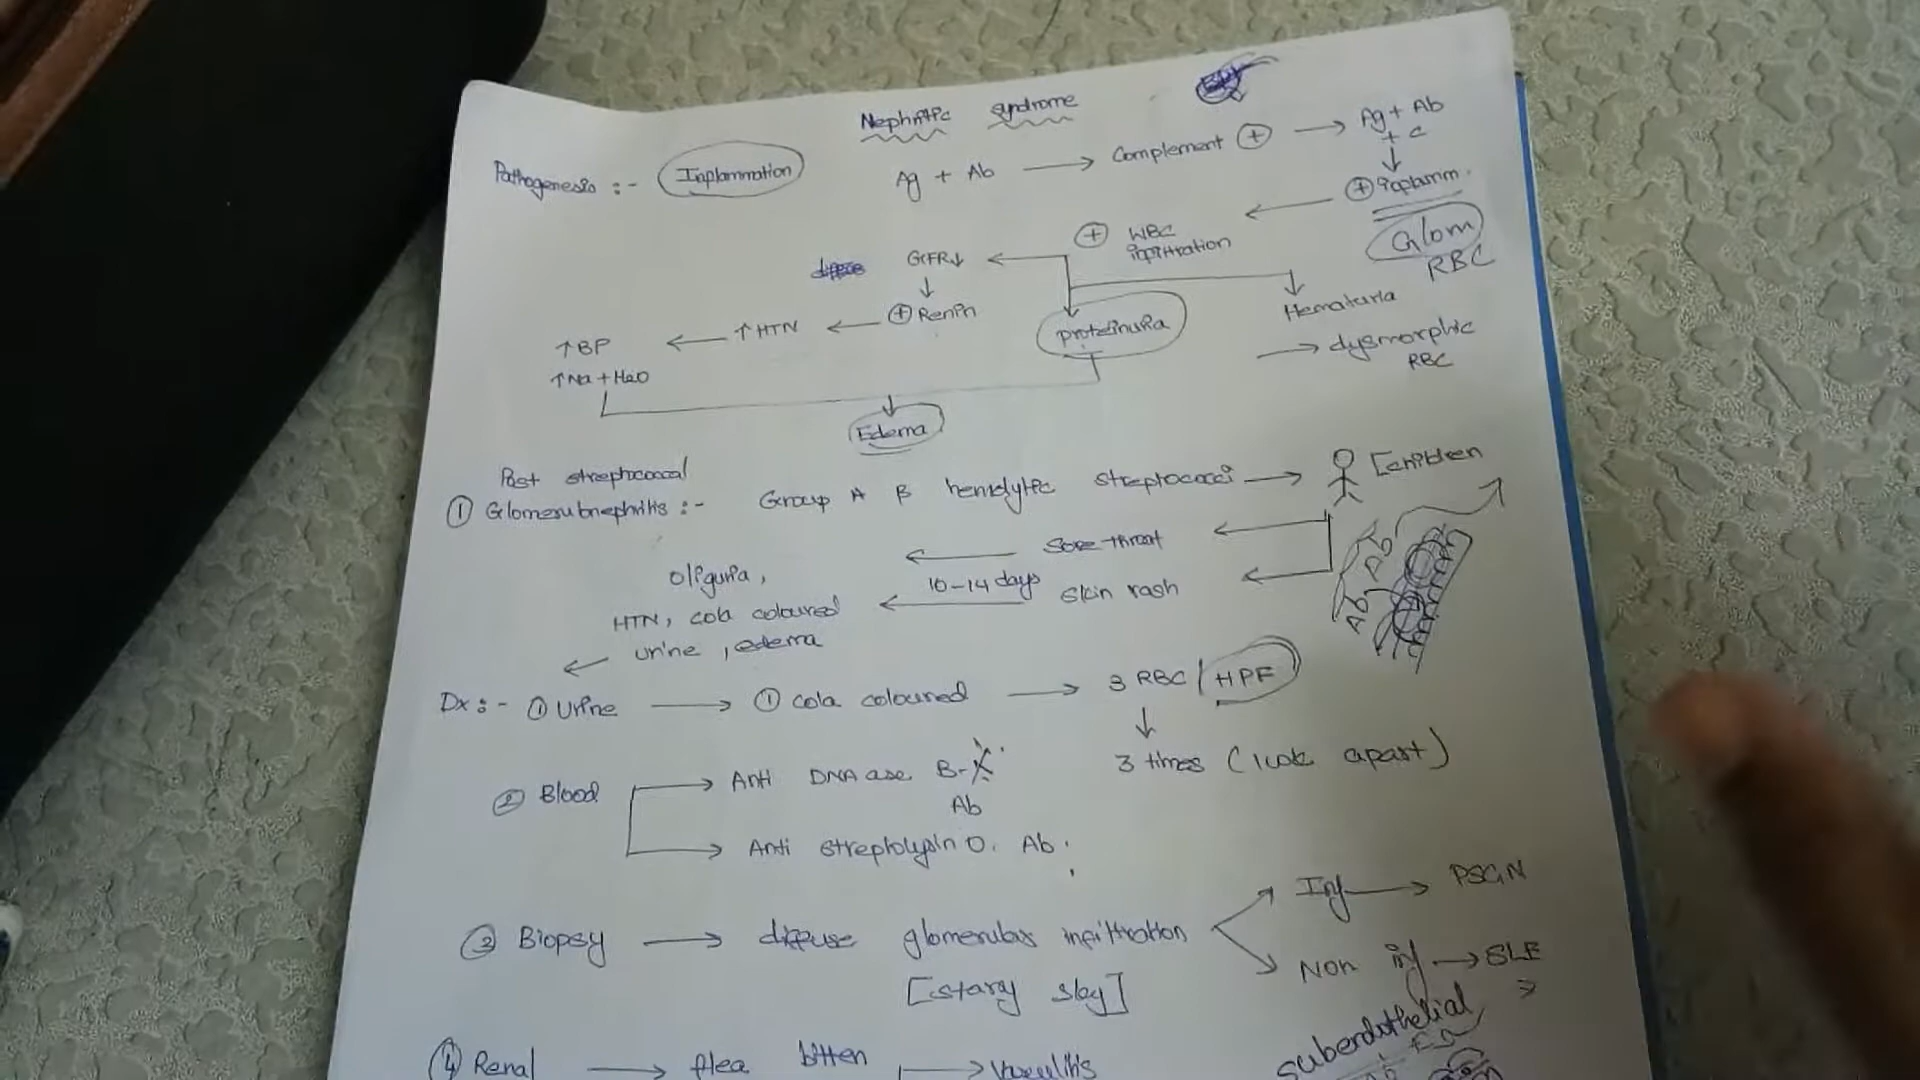 Nephritic syndrome
Pathogenesis :- Inflammation Ag + Ab → Complement ⊕ → Ag + Ab + C
⊕ inflamm.
Glom
RBC
⊕ WBC infiltration
GFR↓
↓
⊕ Renin
↑ HTN
↑BP
↑Na + H2O
proteinuria
Hematuria
→ dysmorphic RBC
Edema
① Post streptococcal Glomerulonephritis :- Group A β hemolytic streptococci → [children
Sore throat
10-14 days
skin rash
Ab
Ab
oliguria,
HTN, cola coloured
urine, edema
Dx :- ① Urine → ① cola coloured → 3 RBC / HPF
↓
3 times (1wk apart)
② Blood → Anti DNA ase B-
Ab
→ Anti streptolysin O. Ab.
③ Biopsy → diffuse glomerular infiltration
[starry sky]
Inf → PSGN
Non inf → SLE
subendothelial
④ Renal → flea bitten → Vasculitis